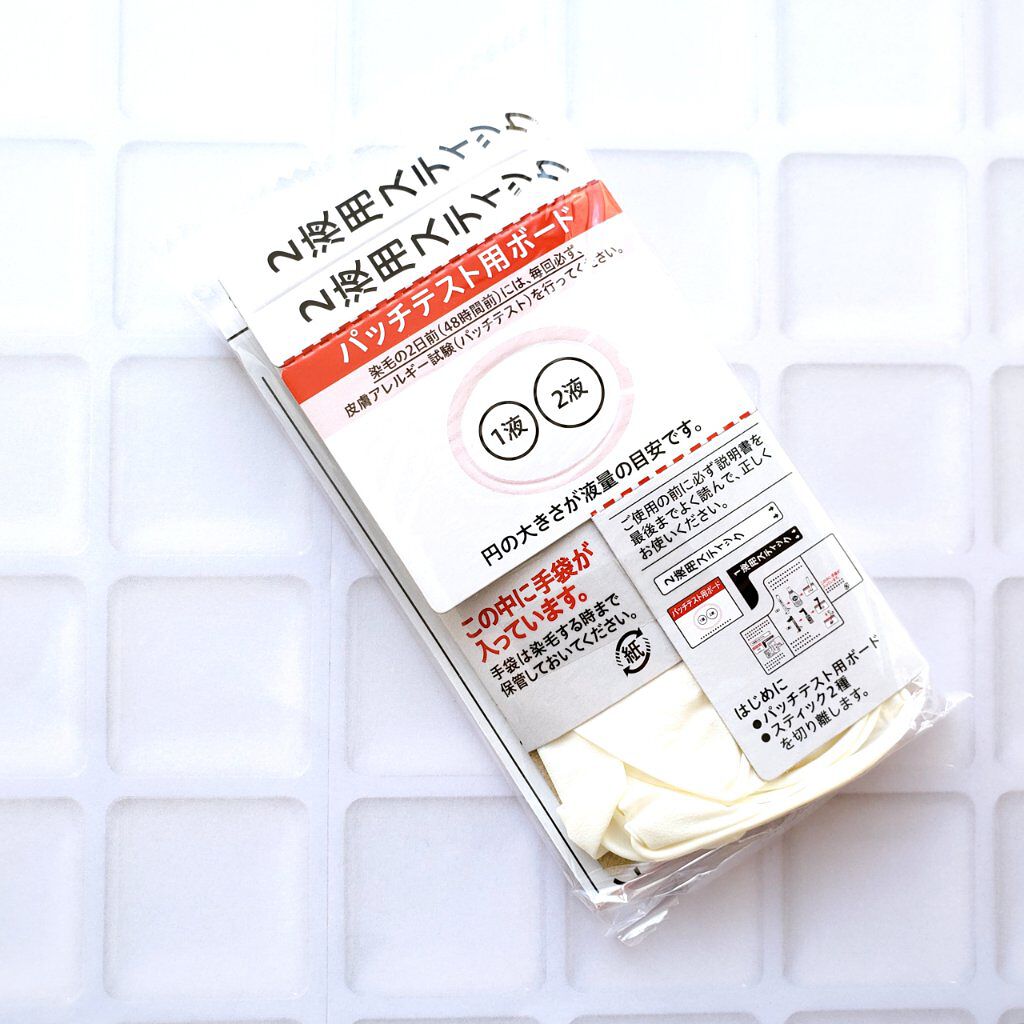 2液用スティック
2液用スティック
パッチテスト用ボード
染毛の2日前(48時間前)には、毎回必ず、
皮膚アレルギー試験(パッチテスト)を行ってください。
1液
2液
円の大きさが液量の目安です。
ご使用の前に必ず説明書を
最後までよく読んで、正しく
お使いください。
2液用スティック
1液用スティック
パッチテスト用ボード
この中に手袋が
入っています。
手袋は染毛する時まで
保管しておいてください。
紙
はじめに
●パッチテスト用ボード
●スティック2種
を切り離します。